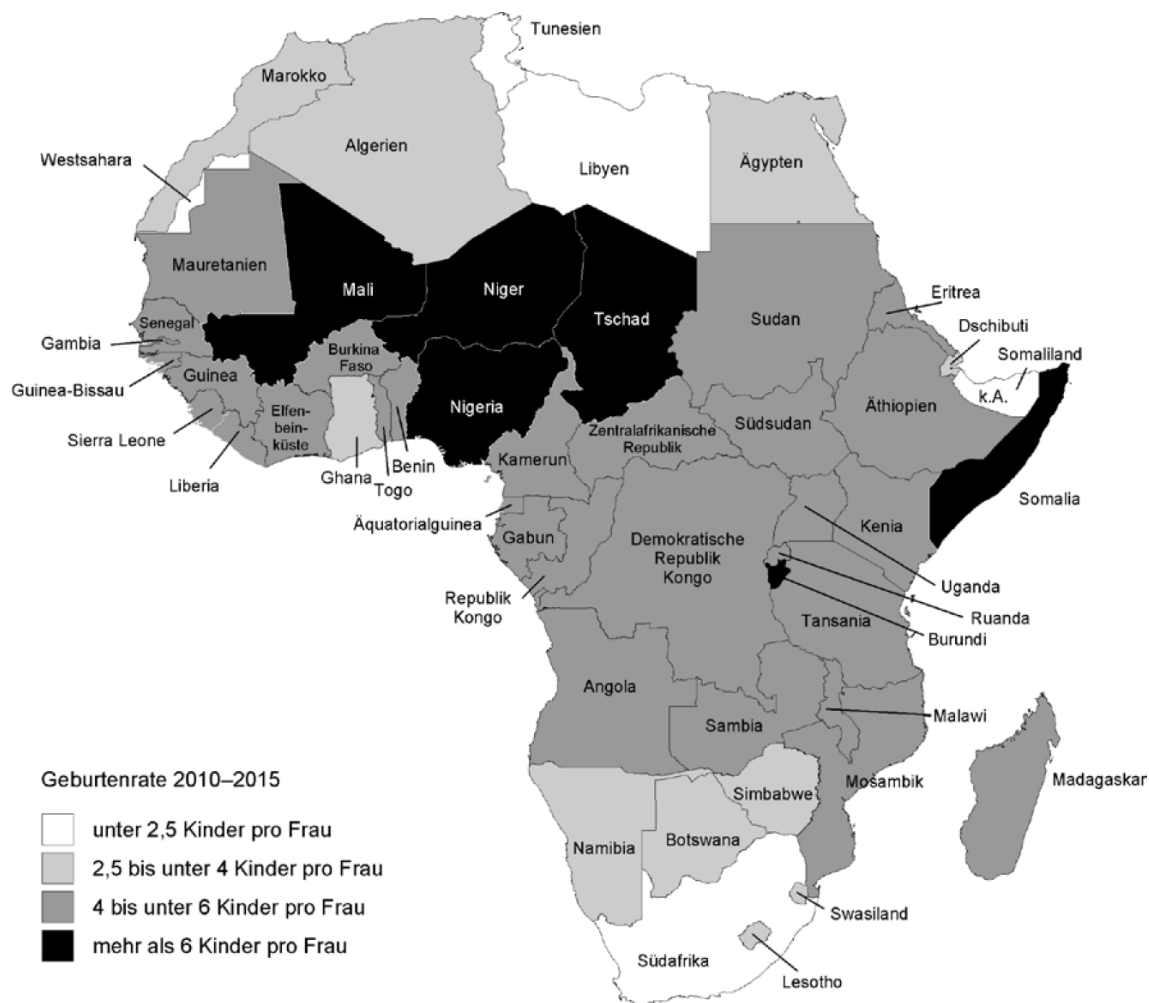 Tunesien
Marokko
Algerien
Westsahara
Libyen
Ägypten
Mauretanien
Mali
Niger
Tschad
Sudan
Eritrea
Senegal
Dschibuti
Gambia
Burkina
Faso
Somaliland
Guinea-Bissau
Guinea
k.A.
Nigeria
Äthiopien
Elfen-
bein-
küste
Südsudan
Sierra Leone
Zentralafrikanische
Republik
Kamerun
Benin
Ghana
Togo
Liberia
Somalia
Äquatorialguinea
Kenia
Gabun
Demokratische
Republik
Kongo
Uganda
Republik
Kongo
Ruanda
Tansania
Burundi
Angola
Malawi
Sambia
Mosambik
Madagaskar
Simbabwe
Botswana
Namibia
Swasiland
Südafrika
Lesotho
Geburtenrate 2010–2015
unter 2,5 Kinder pro Frau
2,5 bis unter 4 Kinder pro Frau
4 bis unter 6 Kinder pro Frau
mehr als 6 Kinder pro Frau